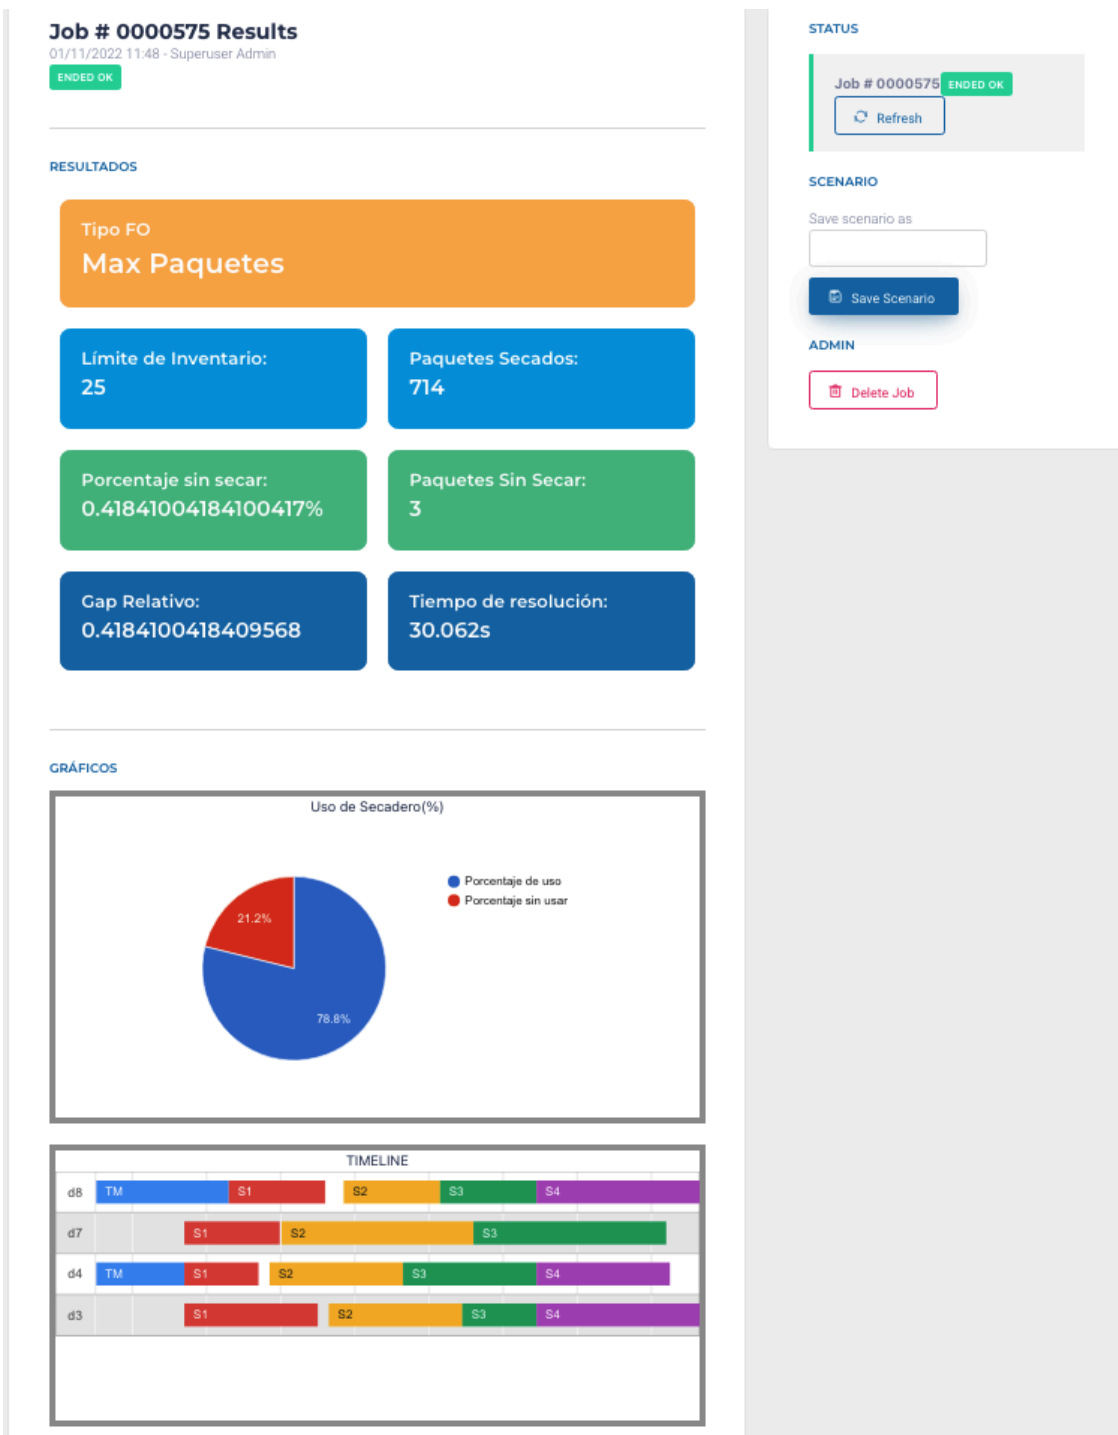 Job # 0000575 Results
01/11/2022 11:48 - Superuser Admin
ENDED OK
RESULTADOS
Tipo FO
Max Paquetes
Límite de Inventario:
25
Paquetes Secados:
714
Porcentaje sin secar:
0.41841004184100417%
Paquetes Sin Secar:
3
Gap Relativo:
0.4184100418409568
Tiempo de resolución:
30.062s
GRÁFICOS
Uso de Secadero(%)
Porcentaje de uso
Porcentaje sin usar
21.2%
78.8%
TIMELINE
d8 TM S1 S2 S3 S4
d7 S1 S2 S3
d4 TM S1 S2 S3 S4
d3 S1 S2 S3 S4
STATUS
Job # 0000575 ENDED OK
Refresh
SCENARIO
Save scenario as
Save Scenario
ADMIN
Delete Job